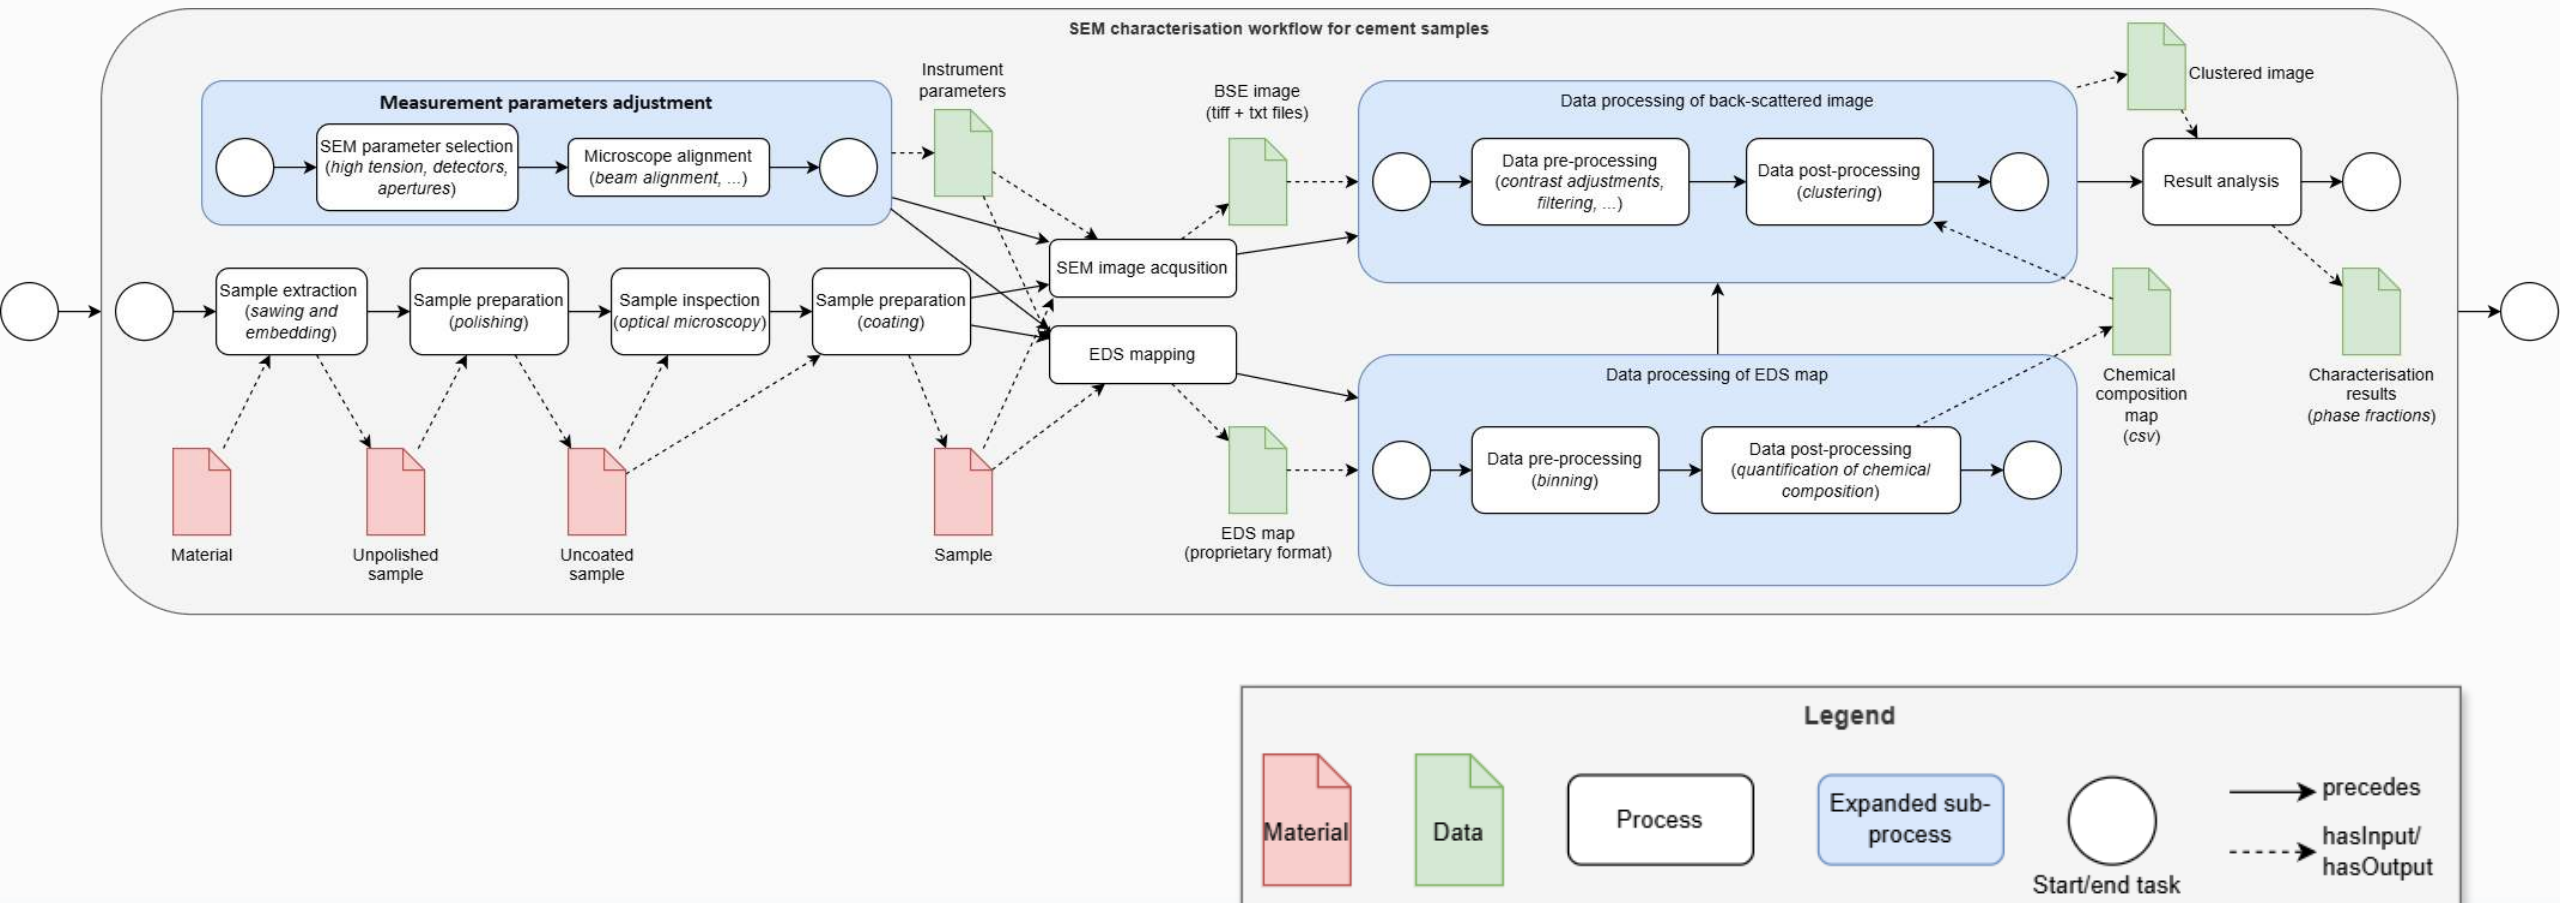 SEM characterisation workflow for cement samples
Measurement parameters adjustment
SEM parameter selection
(high tension, detectors,
apertures)
Microscope alignment
(beam alignment, ...)
Instrument
parameters
BSE image
(tiff + txt files)
Data processing of back-scattered image
Data pre-processing
(contrast adjustments,
filtering, ...)
Data post-processing
(clustering)
Clustered image
Result analysis
Sample extraction
(sawing and
embedding)
Sample preparation
(polishing)
Sample inspection
(optical microscopy)
Sample preparation
(coating)
SEM image acqusition
EDS mapping
Material
Unpolished
sample
Uncoated
sample
Sample
EDS map
(proprietary format)
Data processing of EDS map
Data pre-processing
(binning)
Data post-processing
(quantification of chemical
composition)
Chemical
composition
map
(csv)
Characterisation
results
(phase fractions)
Legend
Material
Data
Process
Expanded sub-
process
Start/end task
precedes
hasInput/
hasOutput